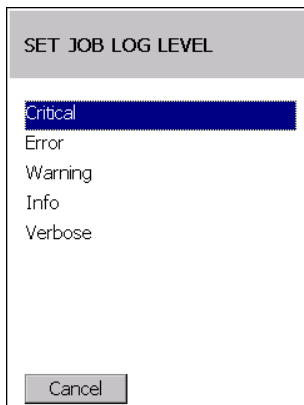 SET JOB LOG LEVEL
Critical
Error
Warning
Info
Verbose
Cancel